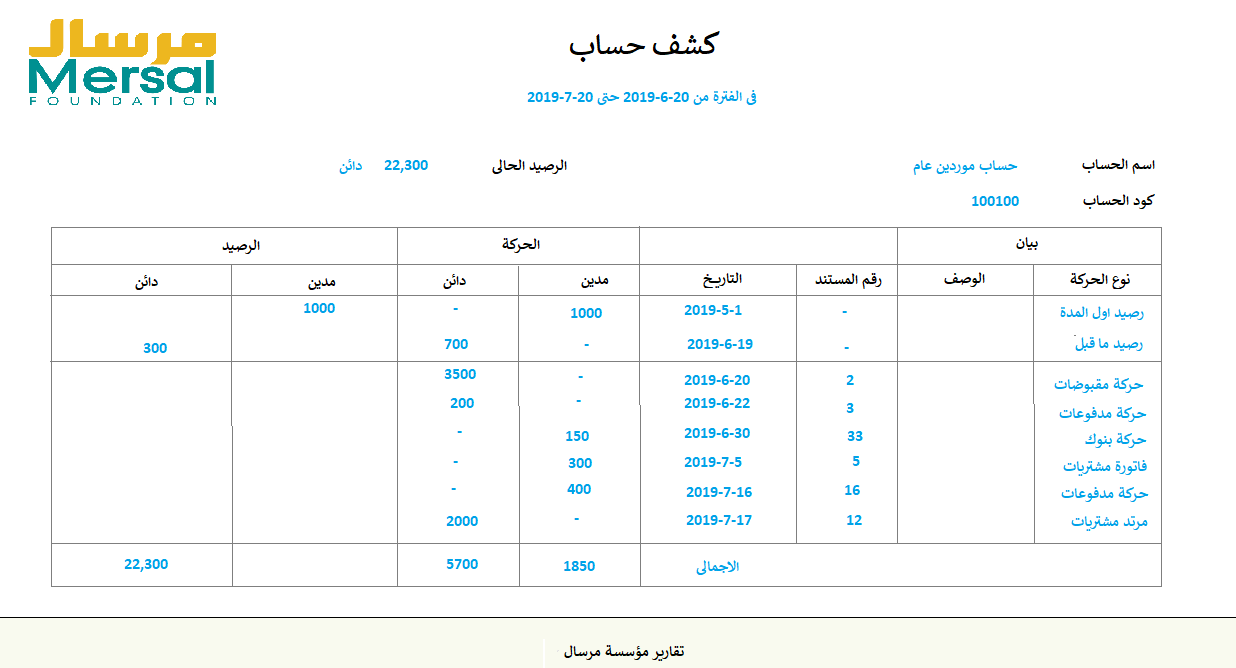 مرسال
Mersal
FOUNDATION
كشف حساب
فى الفترة من 20-6-2019 حتى 20-7-2019
اسم الحساب حساب موردين عام الرصيد الحالى 22,300 دائن
كود الحساب 100100
بيان الحركة الرصيد
نوع الحركة الوصف رقم المستند التاريخ مدين دائن مدين دائن
رصيد اول المدة - 2019-5-1 1000 - 1000
رصيد ما قبل - 2019-6-19 - 700 300
حركة مقبوضات 2 2019-6-20 - 3500
حركة مدفوعات 3 2019-6-22 - 200
حركة بنوك 33 2019-6-30 150 -
فاتورة مشتريات 5 2019-7-5 300 -
حركة مدفوعات 16 2019-7-16 400 -
مرتد مشتريات 12 2019-7-17 - 2000
الاجمالى 1850 5700 22,300
تقارير مؤسسة مرسال